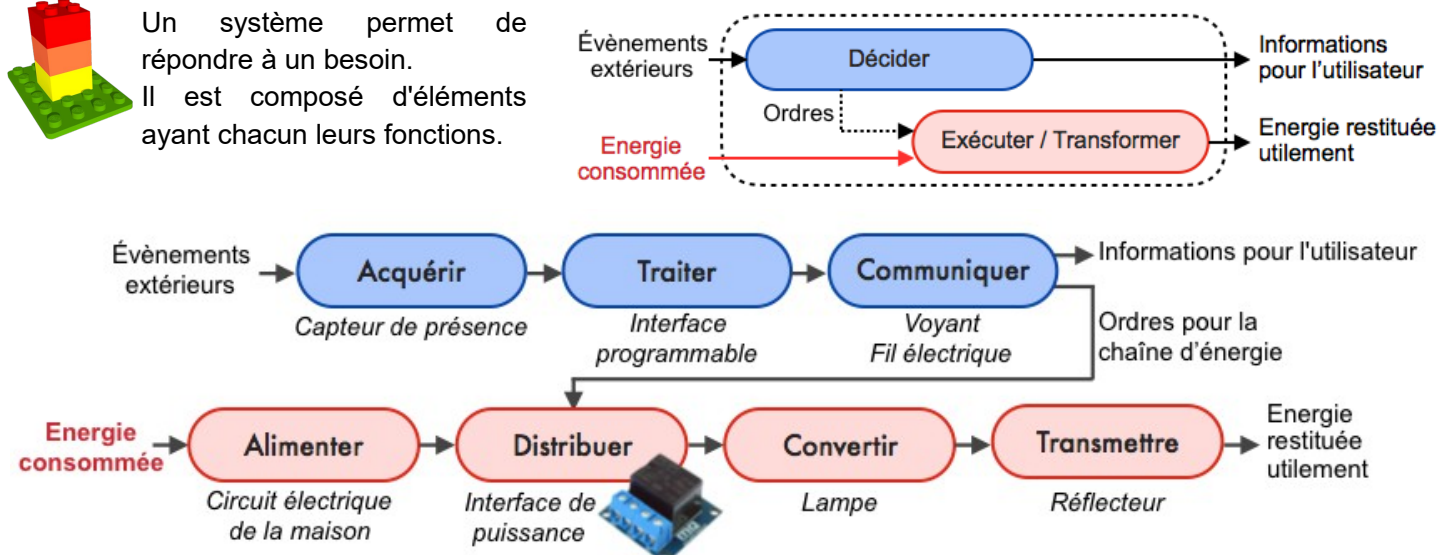 Un système permet de
répondre à un besoin.
Il est composé d'éléments
ayant chacun leurs fonctions.
Évènements
extérieurs
Décider
Informations
pour l'utilisateur
Ordres
Energie
consommée
Exécuter / Transformer
Energie restituée
utilement
Évènements
extérieurs
Acquérir
Traiter
Communiquer
Informations pour l'utilisateur
Capteur de présence
Interface
programmable
Voyant
Fil électrique
Ordres pour la
chaîne d'énergie
Energie
consommée
Alimenter
Distribuer
Convertir
Transmettre
Energie
restituée
utilement
Circuit électrique
de la maison
Interface de
puissance
Lampe
Réflecteur